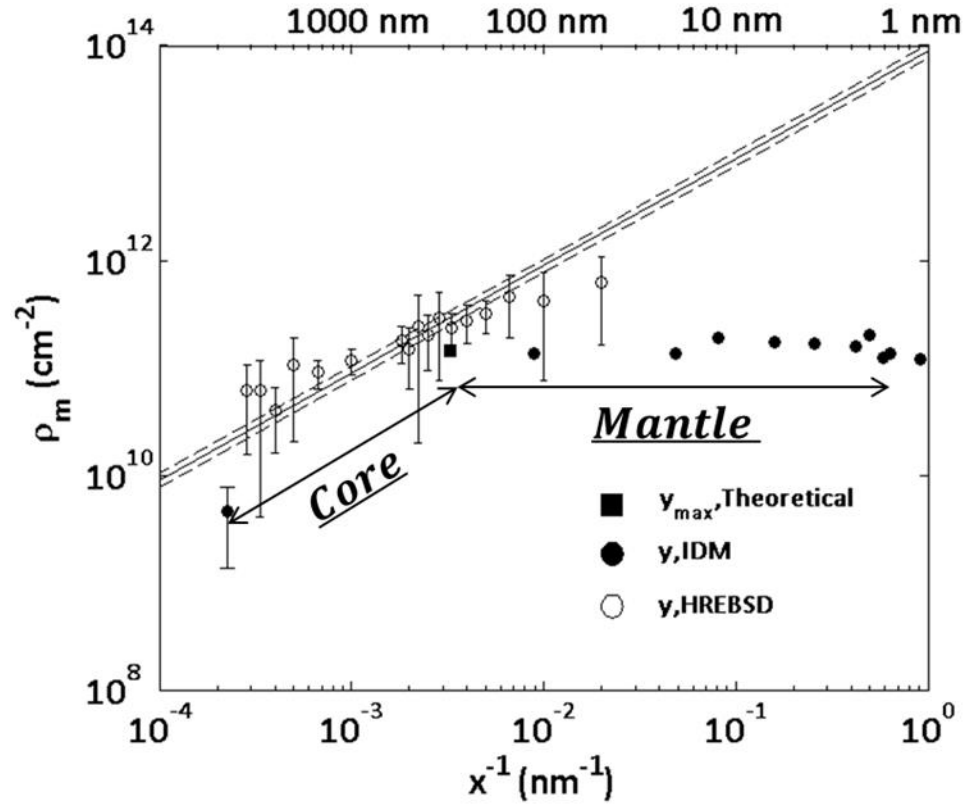 1000 nm 100 nm 10 nm 1 nm
10^14
10^12
10^10
10^8
ρm (cm^-2)
Core
Mantle
ymax,Theoretical
y,IDM
y,HREBSD
10^-4 10^-3 10^-2 10^-1 10^0
x^-1 (nm^-1)